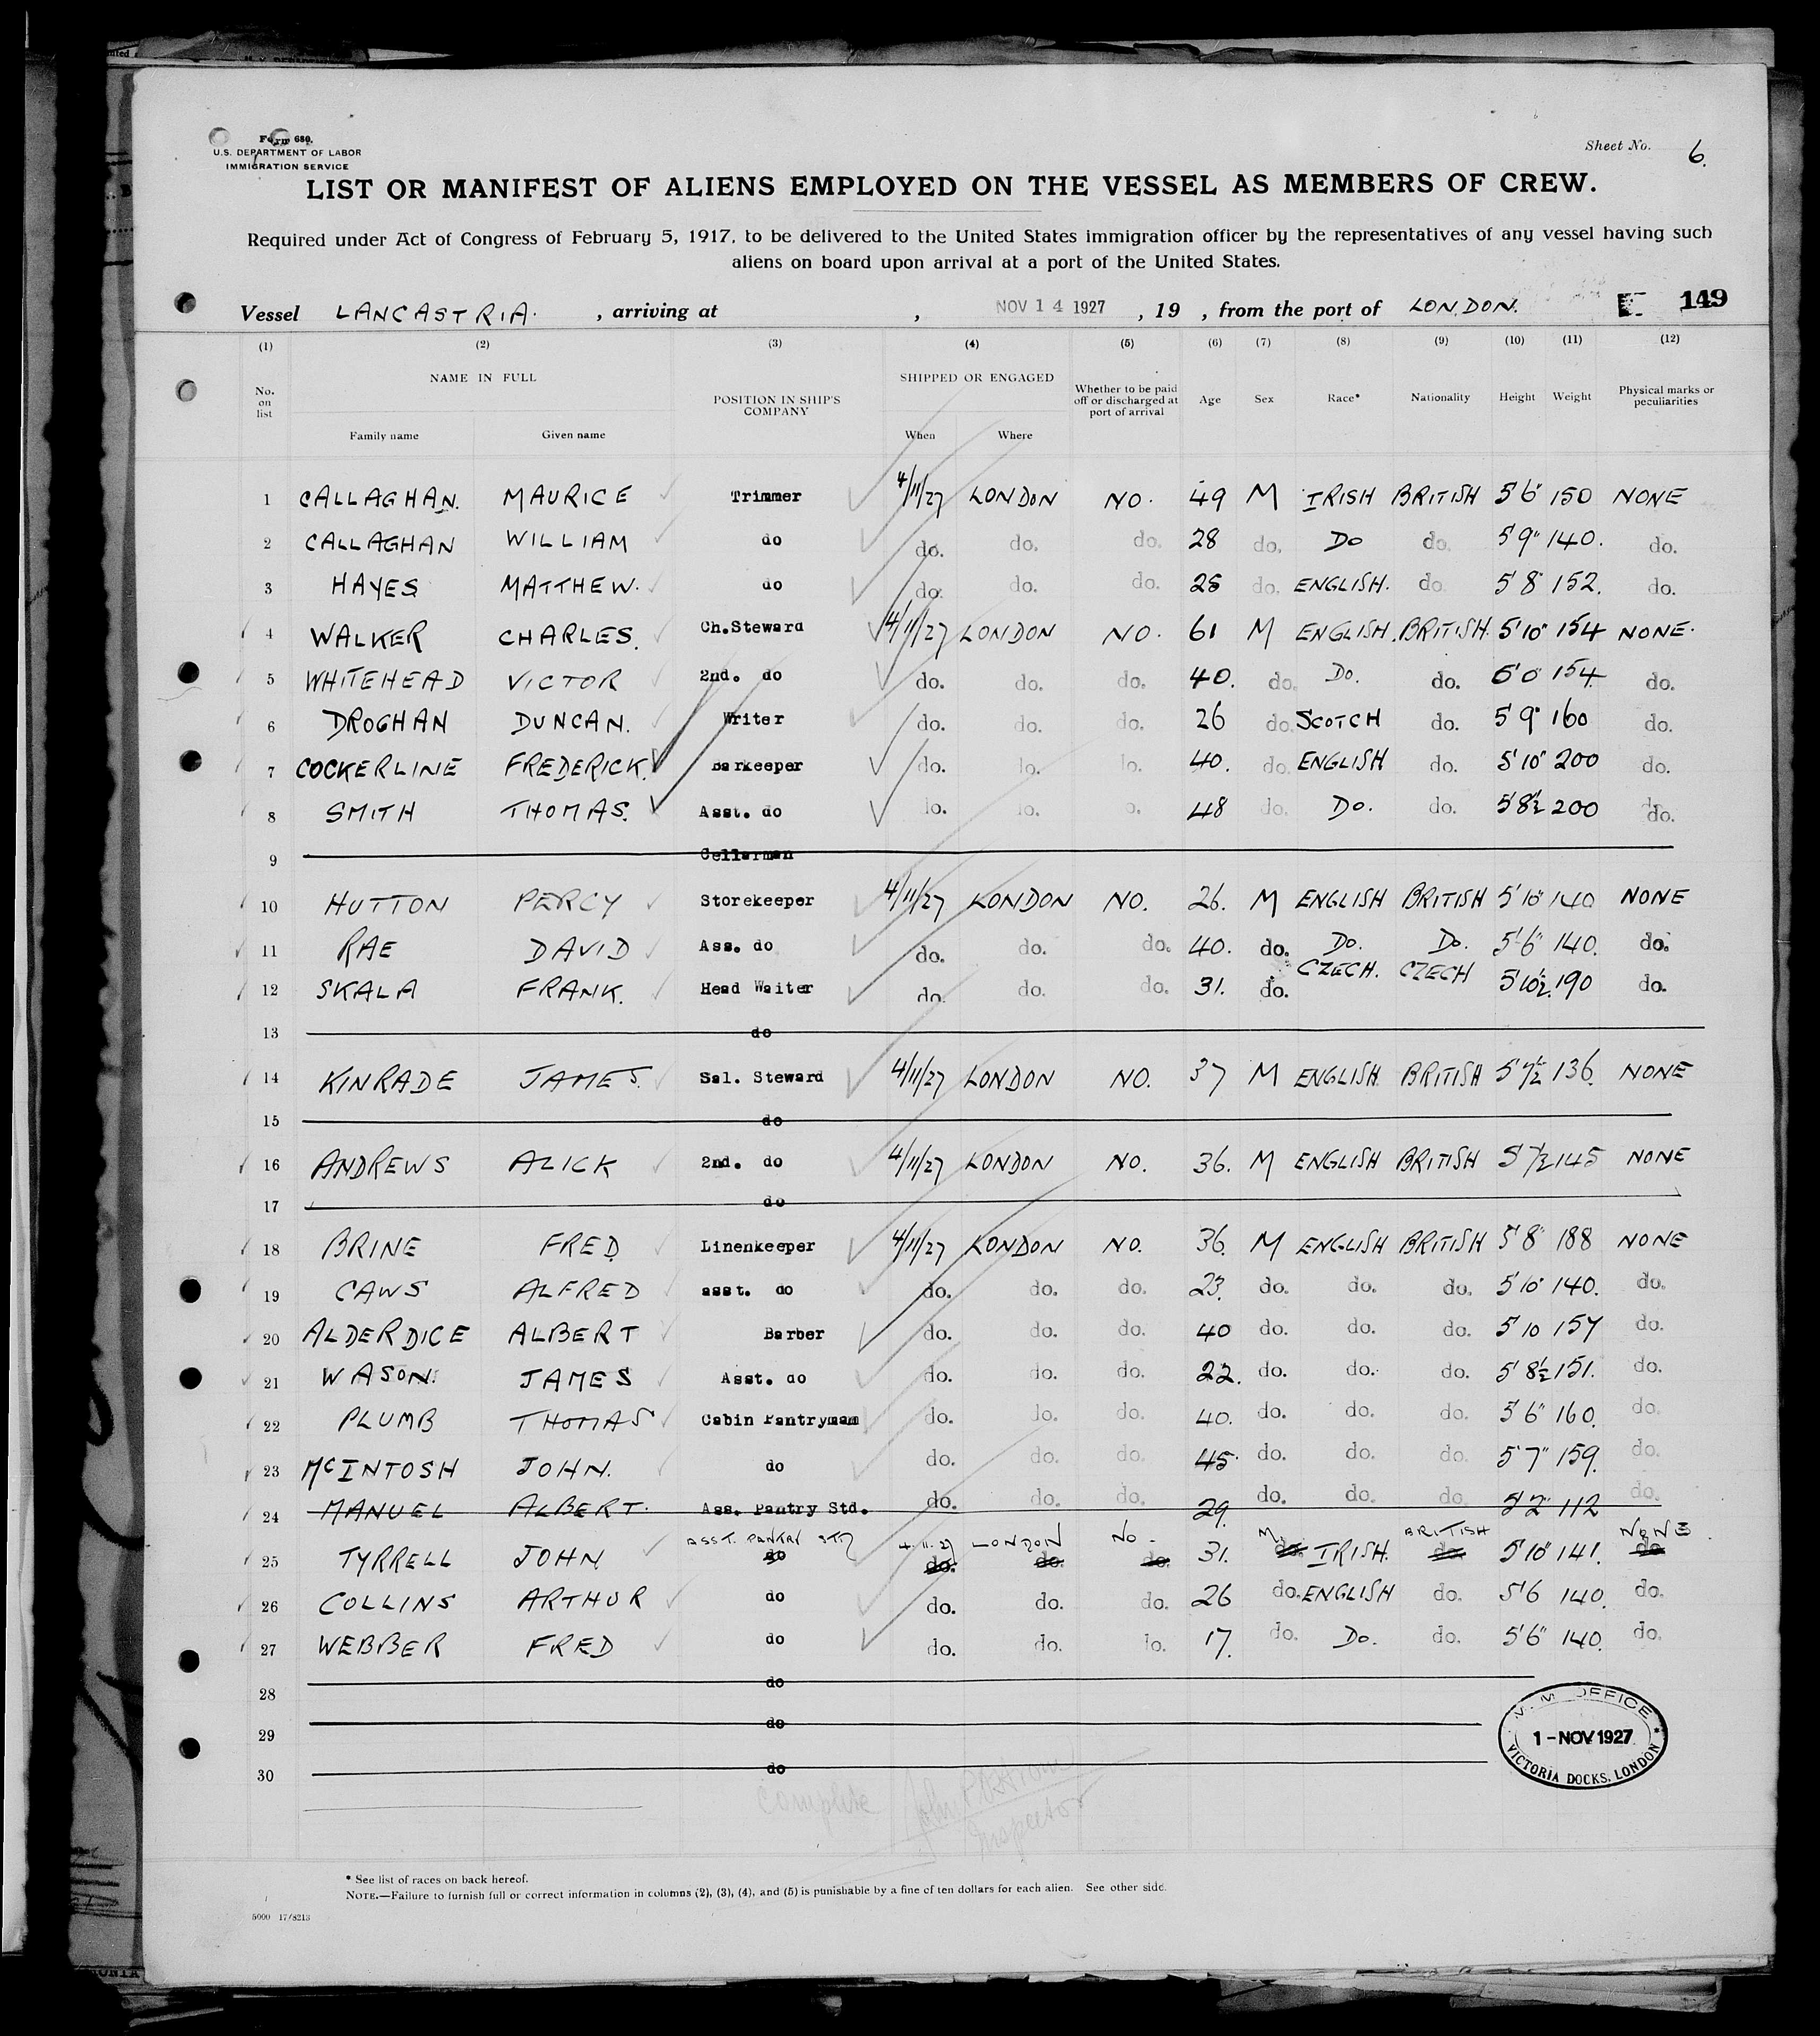 Form 680.
U.S. DEPARTMENT OF LABOR
IMMIGRATION SERVICE
Sheet No. 6.
LIST OR MANIFEST OF ALIENS EMPLOYED ON THE VESSEL AS MEMBERS OF CREW.
Required under Act of Congress of February 5, 1917, to be delivered to the United States immigration officer by the representatives of any vessel having such
aliens on board upon arrival at a port of the United States.
Vessel LANCASTRIA. , arriving at , NOV 14 1927 , 19 , from the port of LONDON. 149
(1) (2) (3) (4) (5) (6) (7) (8) (9) (10) (11) (12)
No. on list NAME IN FULL POSITION IN SHIP'S COMPANY SHIPPED OR ENGAGED Whether to be paid off or discharged at port of arrival Age Sex Race* Nationality Height Weight Physical marks or peculiarities
Family name Given name When Where
1 CALLAGHAN. MAURICE Trimmer 4/11/27 LONDON NO. 49 M IRISH BRITISH 5'6" 150 NONE
2 CALLAGHAN WILLIAM do do. do. do. 28 do. DO do. 5'9" 140. do.
3 HAYES MATTHEW. do do. do. do. 25 do. ENGLISH. do 5'8" 152. do.
4 WALKER CHARLES. Ch.Steward 4/11/27 LONDON NO. 61 M ENGLISH. BRITISH. 5'10" 154 NONE.
5 WHITEHEAD VICTOR 2nd. do do. do. do. 40. do. DO. do. 6'0" 154 do.
6 DROGHAN DUNCAN. Writer do. do. do. 26 do. SCOTCH do. 5'9" 160 do.
7 COCKERLINE FREDERICK. Barkeeper do. do. do. 40. do. ENGLISH do. 5'10" 200 do.
8 SMITH THOMAS. Asst. do do. do. do. 48 do. DO. do. 5'8½ 200 do.
9 Cellarman
10 HUTTON PERCY Storekeeper 4/11/27 LONDON NO. 26. M ENGLISH BRITISH 5'10" 140 NONE
11 RAE DAVID Ass. do do. do. do. 40. do. DO. DO. 5'6" 140. do.
12 SKALA FRANK. Head Waiter do. do. do. 31. do. CZECH. CZECH 5'10½ 190 do.
13 do
14 KINRADE JAMES. Sal. Steward 4/11/27 LONDON NO. 37 M ENGLISH. BRITISH 5'7½ 136. NONE
15 do
16 ANDREWS ALICK 2nd. do 4/11/27 LONDON NO. 36. M ENGLISH BRITISH 5'7½ 145 NONE
17 do
18 BRINE FRED Linenkeeper 4/11/27 LONDON NO. 36. M ENGLISH BRITISH 5'8" 188 NONE
19 CAWS ALFRED asst. do do. do. do. 23. do. do. do. 5'10" 140. do.
20 ALDERDICE ALBERT Barber do. do. do. 40 do. do. do. 5'10 157 do.
21 WASON. JAMES Asst. do do. do. do. 22. do. do. do. 5'8½ 151. do.
22 PLUMB THOMAS Cabin Pantryman do. do. do. 40. do. do. do. 5'6" 160. do.
23 McINTOSH JOHN. do do. do. do. 45. do. do. do. 5'7" 159. do.
24 MANUEL ALBERT. Ass. Pantry Std. do. do. do. 29. do. do. do. 5'2" 112 do.
ASST. PANTRY STD 4.11.27 LONDON NO. M. BRITISH NONE.
25 TYRRELL JOHN do do. do. do. 31. do. IRISH. do. 5'10" 141. do
26 COLLINS ARTHUR do do. do. do. 26 do. ENGLISH do. 5'6 140. do.
27 WEBBER FRED do do. do. do. 17. do. DO. do. 5'6" 140. do.
28 do
29 do
30 do
M. M. OFFICE
1-NOV 1927
VICTORIA DOCKS. LONDON
Complete
Inspector
* See list of races on back hereof.
NOTE.—Failure to furnish full or correct information in columns (2), (3), (4), and (5) is punishable by a fine of ten dollars for each alien. See other side.
5000 17/8213